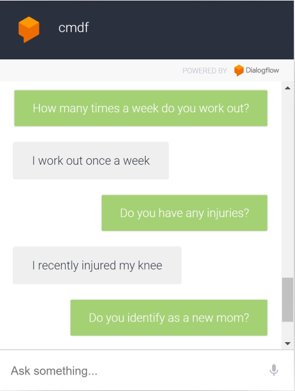 cmdf
POWERED BY Dialogflow
How many times a week do you work out?
I work out once a week
Do you have any injuries?
I recently injured my knee
Do you identify as a new mom?
Ask something...